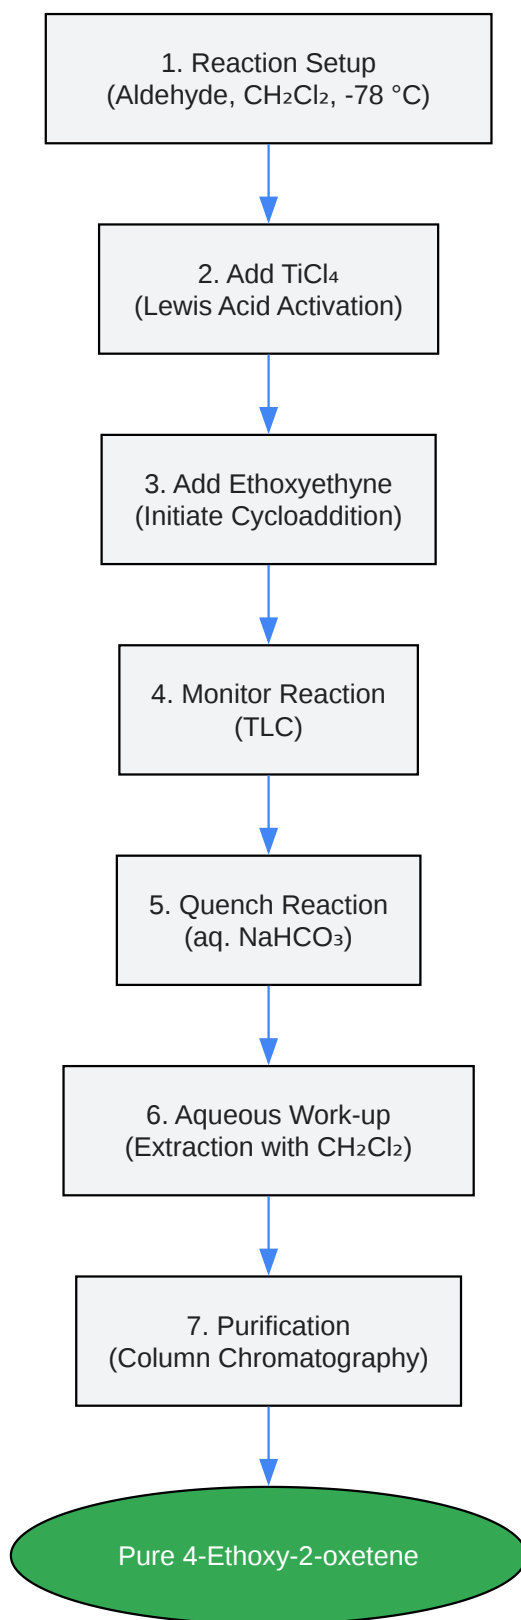 1. Reaction Setup
(Aldehyde, CH₂Cl₂, -78 °C)
2. Add TiCl₄
(Lewis Acid Activation)
3. Add Ethoxyethyne
(Initiate Cycloaddition)
4. Monitor Reaction
(TLC)
5. Quench Reaction
(aq. NaHCO₃)
6. Aqueous Work-up
(Extraction with CH₂Cl₂)
7. Purification
(Column Chromatography)
Pure 4-Ethoxy-2-oxetene